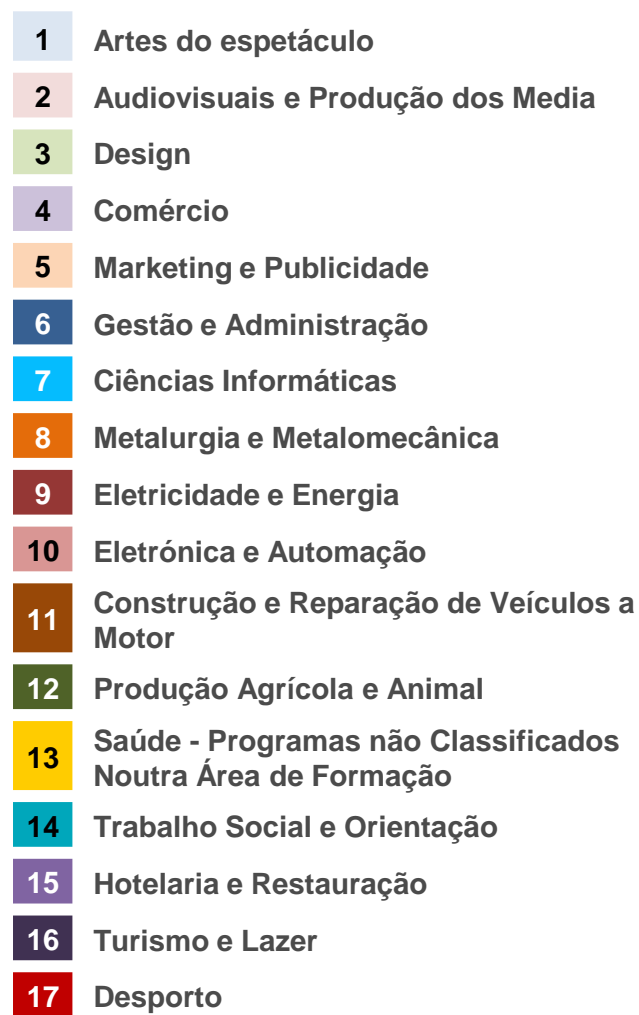 1 Artes do espetáculo
2 Audiovisuais e Produção dos Media
3 Design
4 Comércio
5 Marketing e Publicidade
6 Gestão e Administração
7 Ciências Informáticas
8 Metalurgia e Metalomecânica
9 Eletricidade e Energia
10 Eletrónica e Automação
11 Construção e Reparação de Veículos a
Motor
12 Produção Agrícola e Animal
13 Saúde - Programas não Classificados
Noutra Área de Formação
14 Trabalho Social e Orientação
15 Hotelaria e Restauração
16 Turismo e Lazer
17 Desporto